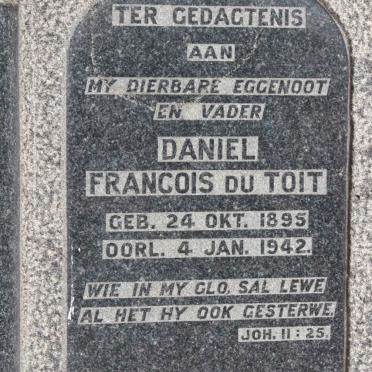 TER GEDACTENIS
AAN
MY DIERBARE EGGENOOT
EN VADER
DANIEL
FRANCOIS DU TOIT
GEB. 24 OKT. 1895
OORL. 4 JAN. 1942.
WIE IN MY GLO, SAL LEWE
AL HET HY OOK GESTERWE.
JOH. 11:25.